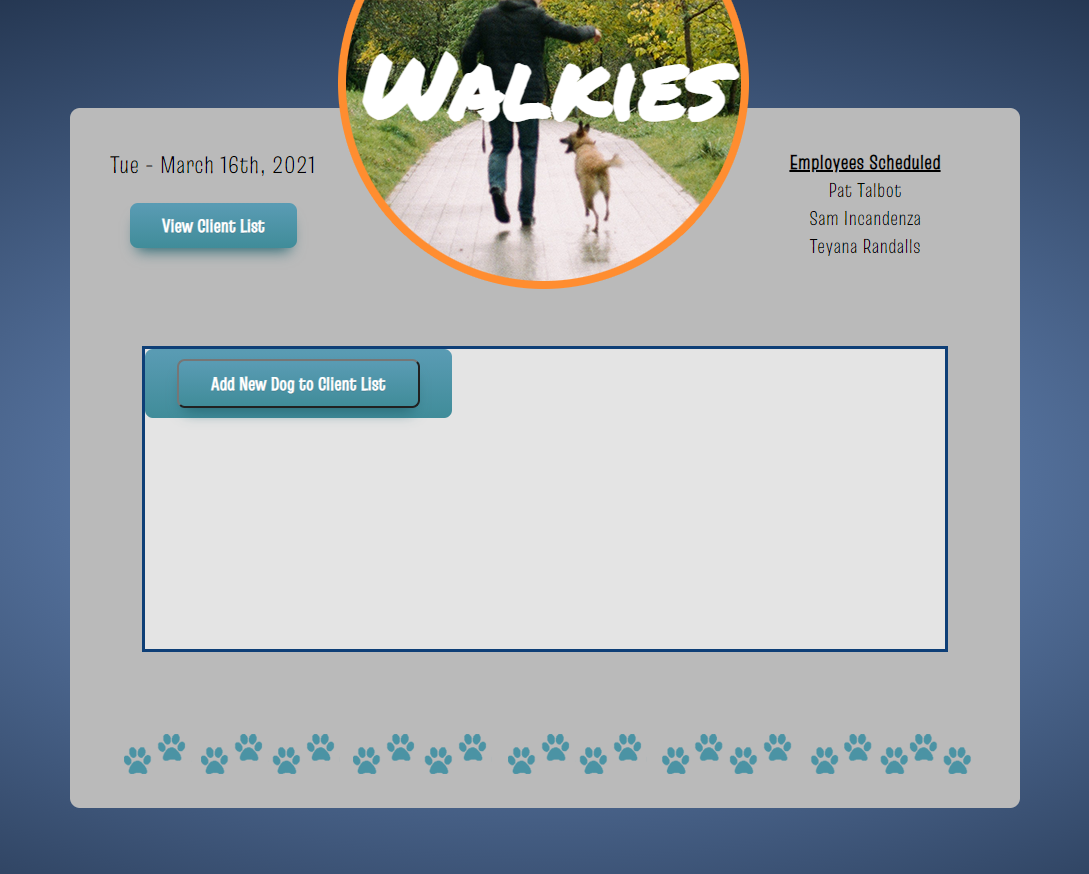 Walkies
Tue - March 16th, 2021
View Client List
Employees Scheduled
Pat Talbot
Sam Incandenza
Teyana Randalls
Add New Dog to Client List